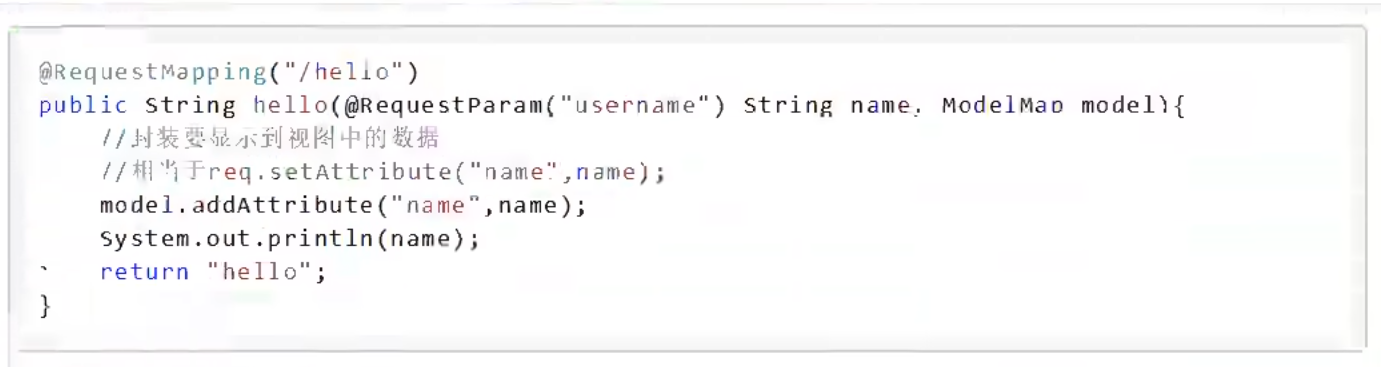 @RequestMapping("/hello")
public String hello(@RequestParam("username") String name, ModelMap model){
//封装要显示到视图中的数据
//相当于req.setAttribute("name",name);
model.addAttribute("name",name);
System.out.println(name);
return "hello";
}